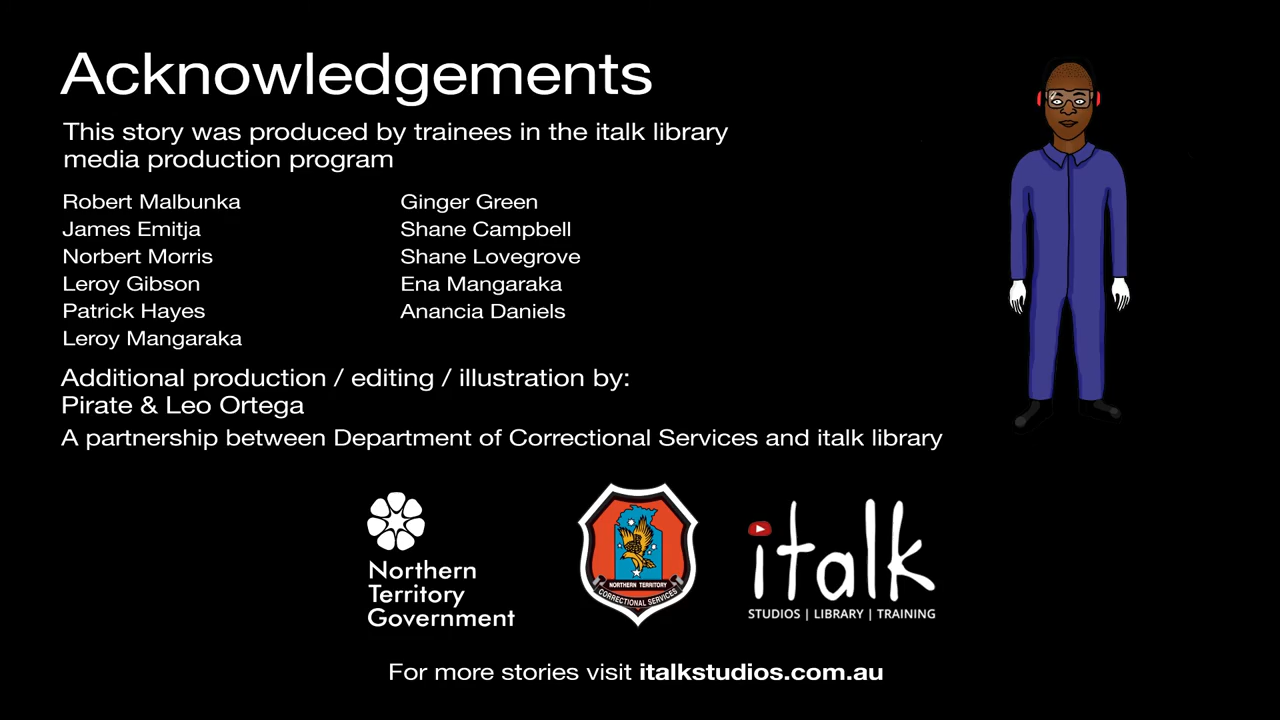 Acknowledgements
This story was produced by trainees in the italk library
media production program
Robert Malbunka
James Emitja
Norbert Morris
Leroy Gibson
Patrick Hayes
Leroy Mangaraka
Ginger Green
Shane Campbell
Shane Lovegrove
Ena Mangaraka
Anancia Daniels
Additional production / editing / illustration by:
Pirate & Leo Ortega
A partnership between Department of Correctional Services and italk library
Northern
Territory
Government
NORTHERN TERRITORY
CORRECTIONAL SERVICES
italk
STUDIOS | LIBRARY | TRAINING
For more stories visit italkstudios.com.au